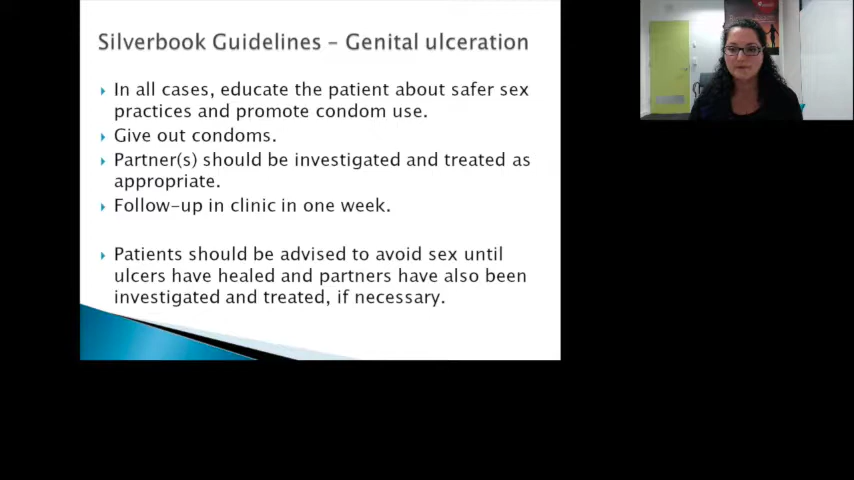 Silverbook Guidelines – Genital ulceration
In all cases, educate the patient about safer sex
practices and promote condom use.
Give out condoms.
Partner(s) should be investigated and treated as
appropriate.
Follow-up in clinic in one week.
Patients should be advised to avoid sex until
ulcers have healed and partners have also been
investigated and treated, if necessary.